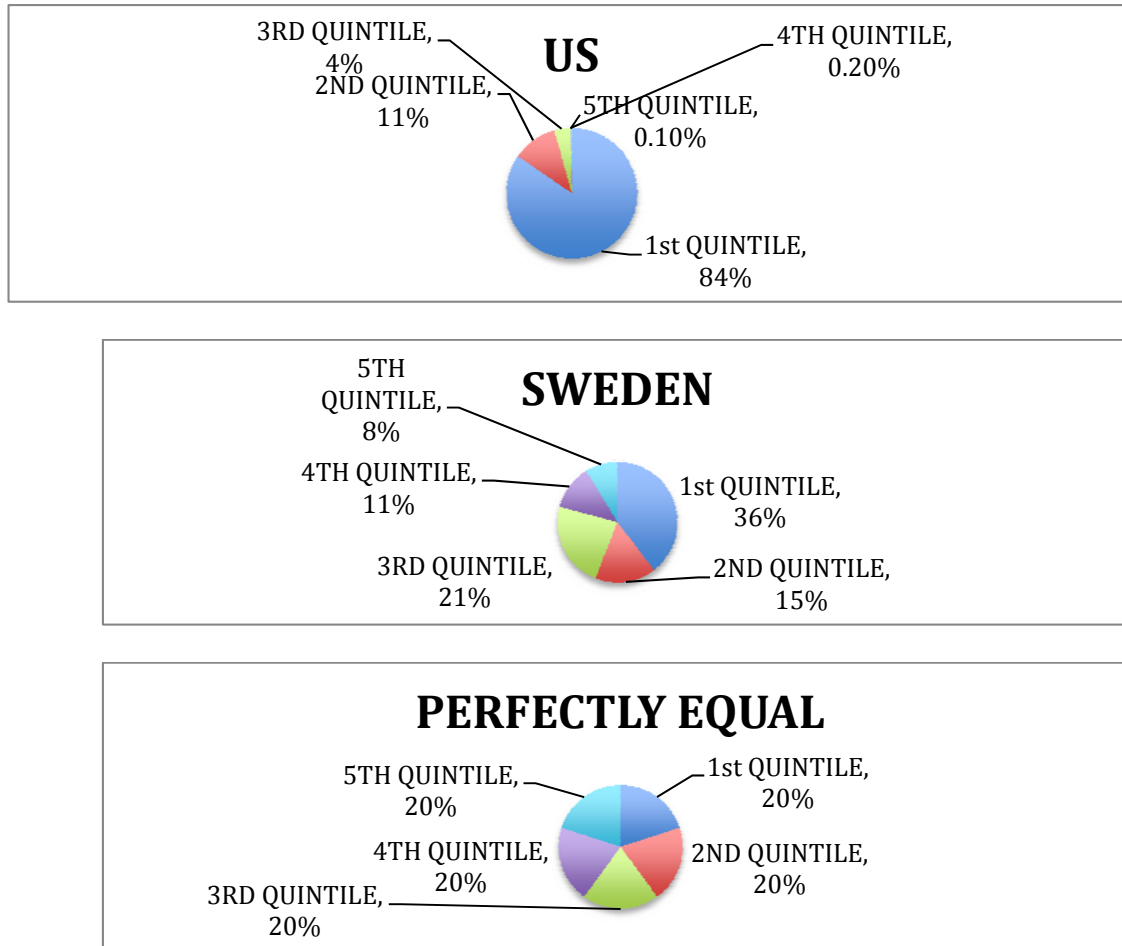 US
3RD QUINTILE,
4%
2ND QUINTILE,
11%
4TH QUINTILE,
0.20%
5TH QUINTILE,
0.10%
1st QUINTILE,
84%
SWEDEN
5TH
QUINTILE,
8%
4TH QUINTILE,
11%
1st QUINTILE,
36%
3RD QUINTILE,
21%
2ND QUINTILE,
15%
PERFECTLY EQUAL
5TH QUINTILE,
20%
1st QUINTILE,
20%
4TH QUINTILE,
20%
2ND QUINTILE,
20%
3RD QUINTILE,
20%